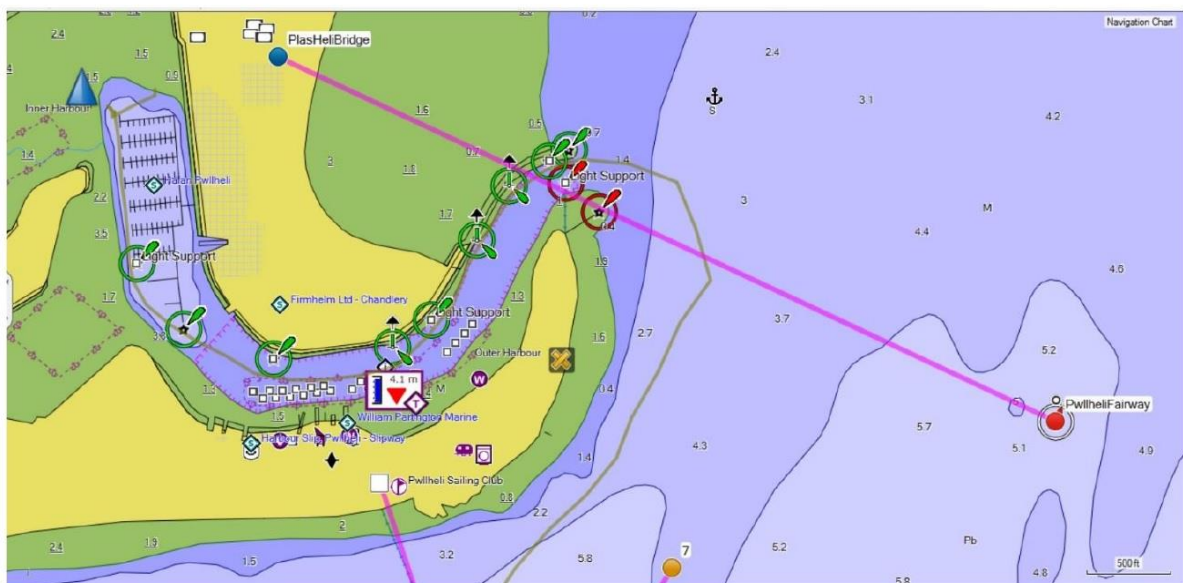 Navigation Chart
PlasHeliBridge
Inner Harbour
Hafan Pwllheli
Light Support
Light Support
Firmhelm Ltd - Chandlery
Light Support
Outer Harbour
4.1 m
W
M
T
William Partington Marine
Harbour Slip Pwllheli - Slipway
Pwllheli Sailing Club
PwllheliFairway
7
S
M
Pb
2.4
1.5
0.9
1.5
1.4
2.2
3.5
1.7
3
1.6
1.8
0.7
0.5
0.2
1.4
1.7
1.3
1.6
2.7
0.4
1.4
0.8
2.2
2
1.9
2.4
1.5
3.2
5.8
4.3
5.2
5.8
5.7
5.1
4.9
5.2
4.6
4.4
3.7
3
3.1
4.2
2.4
4.8
1.5
500ft